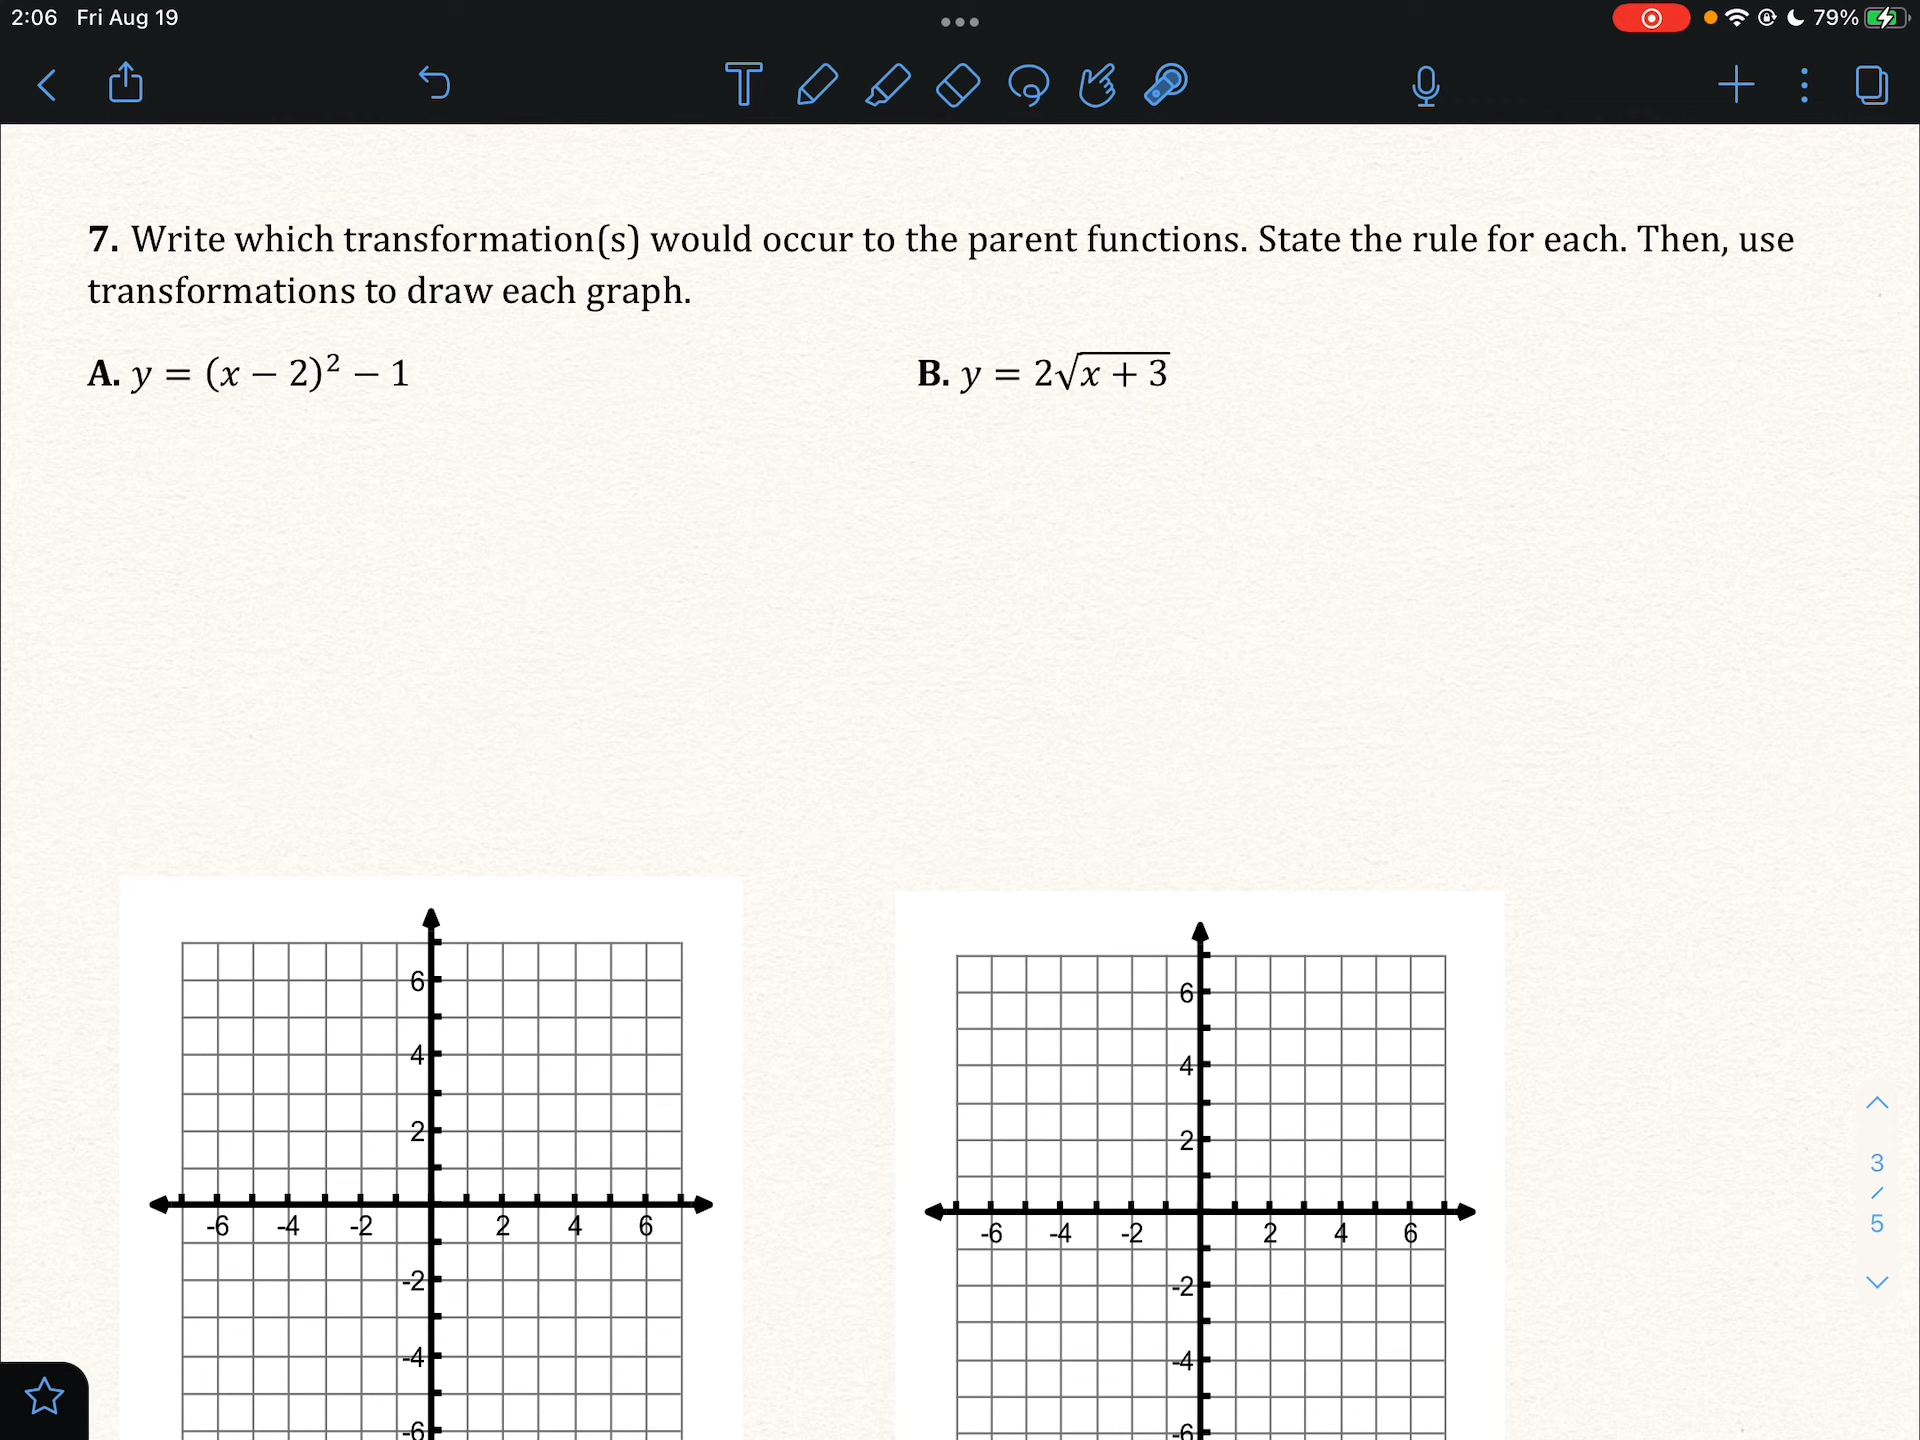 2:06 Fri Aug 19 79%
7. Write which transformation(s) would occur to the parent functions. State the rule for each. Then, use
transformations to draw each graph.
A. y = (x − 2)² − 1
B. y = 2√(x + 3)
6
4
2
-6 -4 -2 2 4 6
-2
-4
-6
6
4
2
-6 -4 -2 2 4 6
-2
-4
-6
3
/
5